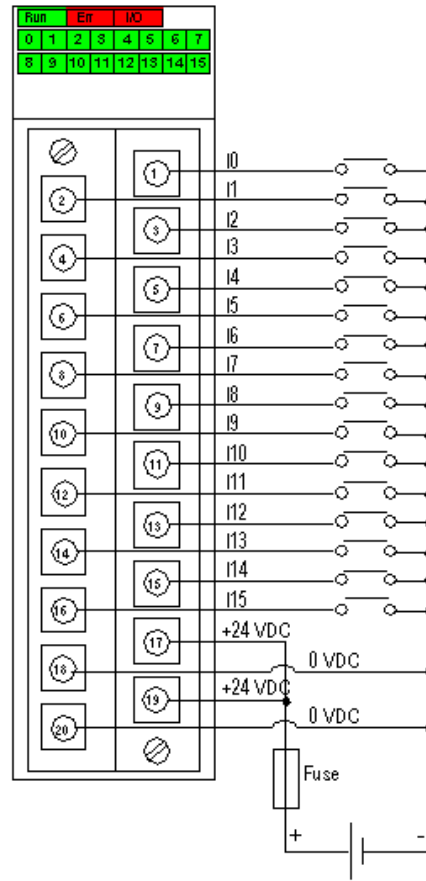 Run Err I/O
0 1 2 3 4 5 6 7
8 9 10 11 12 13 14 15
1 I0
2 I1
3 I2
4 I3
5 I4
6 I5
7 I6
8 I7
9 I8
10 I9
11 I10
12 I11
13 I12
14 I13
15 I14
16 I15
17 +24 VDC
18 0 VDC
19 +24 VDC
20 0 VDC
Fuse
+ -